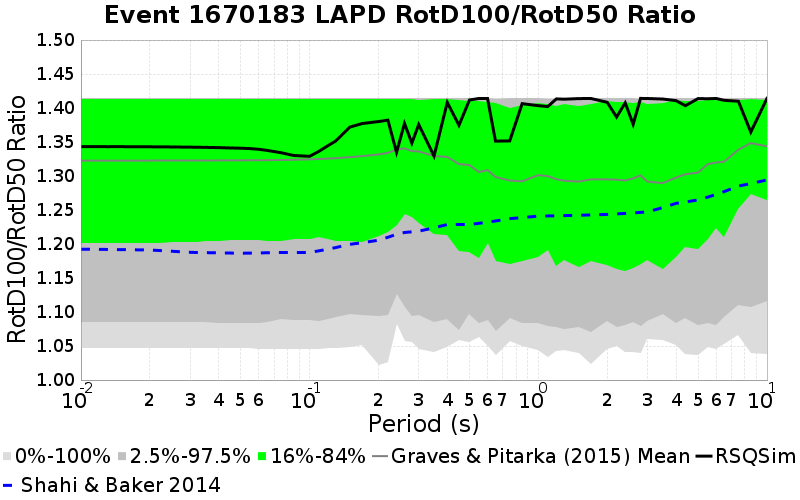 Event 1670183 LAPD RotD100/RotD50 Ratio
RotD100/RotD50 Ratio
1.50
1.45
1.40
1.35
1.30
1.25
1.20
1.15
1.10
1.05
1.00
10^-2 2 3 4 5 6 10^-1 2 3 4 5 6 7 10^0 2 3 4 5 6 7 10^1
Period (s)
0%-100% 2.5%-97.5% 16%-84% Graves & Pitarka (2015) Mean RSQSim
Shahi & Baker 2014